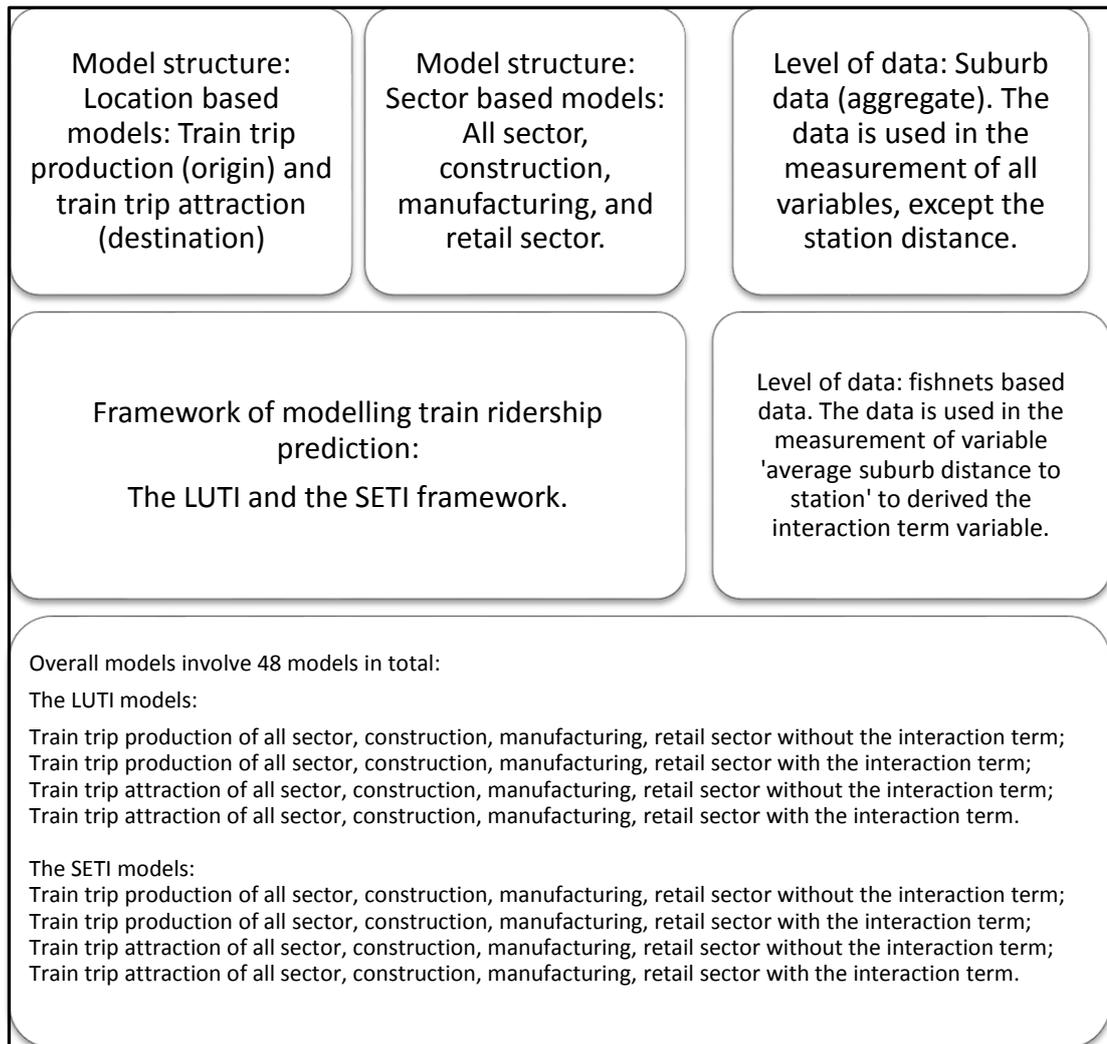 Model structure:
Location based
models: Train trip
production (origin) and
train trip attraction
(destination)
Model structure:
Sector based models:
All sector,
construction,
manufacturing, and
retail sector.
Level of data: Suburb
data (aggregate). The
data is used in the
measurement of all
variables, except the
station distance.
Framework of modelling train ridership
prediction:
The LUTI and the SETI framework.
Level of data: fishnets based
data. The data is used in the
measurement of variable
'average suburb distance to
station' to derived the
interaction term variable.
Overall models involve 48 models in total:
The LUTI models:
Train trip production of all sector, construction, manufacturing, retail sector without the interaction term;
Train trip production of all sector, construction, manufacturing, retail sector with the interaction term;
Train trip attraction of all sector, construction, manufacturing, retail sector without the interaction term;
Train trip attraction of all sector, construction, manufacturing, retail sector with the interaction term.
The SETI models:
Train trip production of all sector, construction, manufacturing, retail sector without the interaction term;
Train trip production of all sector, construction, manufacturing, retail sector with the interaction term;
Train trip attraction of all sector, construction, manufacturing, retail sector without the interaction term;
Train trip attraction of all sector, construction, manufacturing, retail sector with the interaction term.